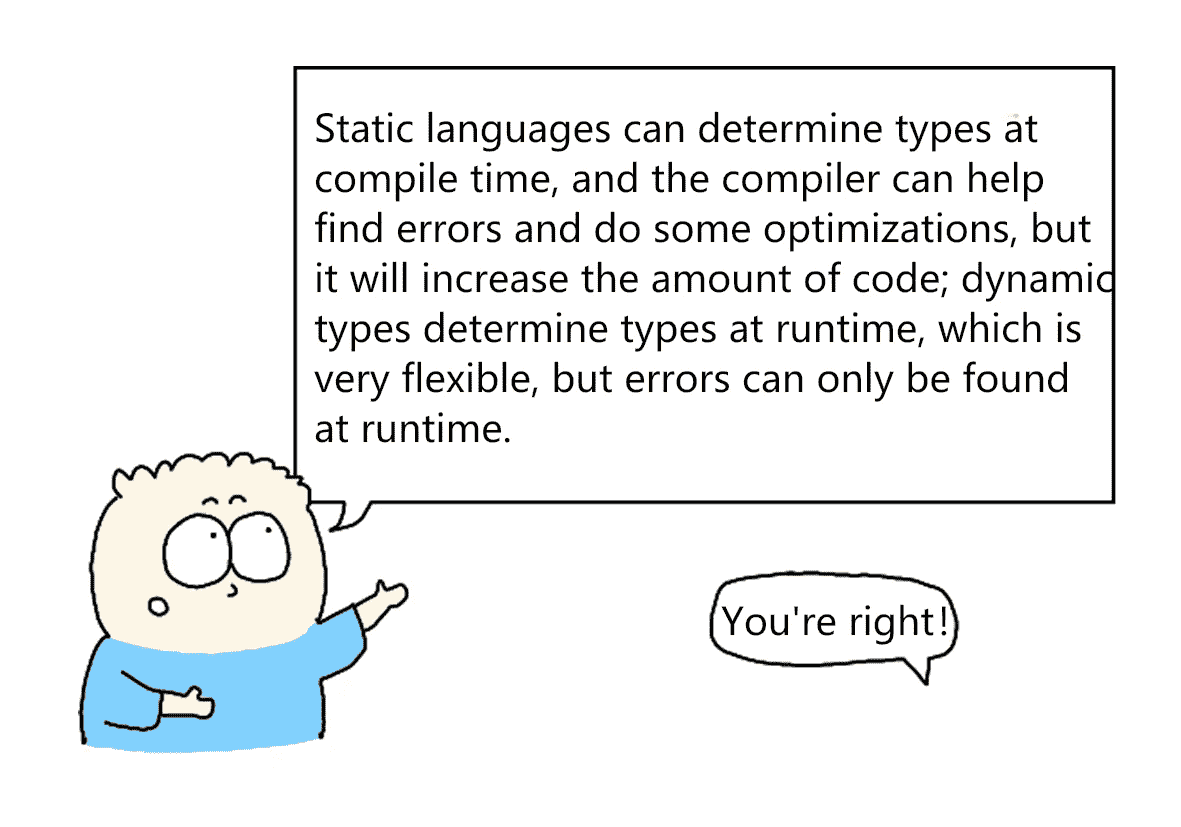 Static languages can determine types at
compile time, and the compiler can help
find errors and do some optimizations, but
it will increase the amount of code; dynamic
types determine types at runtime, which is
very flexible, but errors can only be found
at runtime.
You're right!